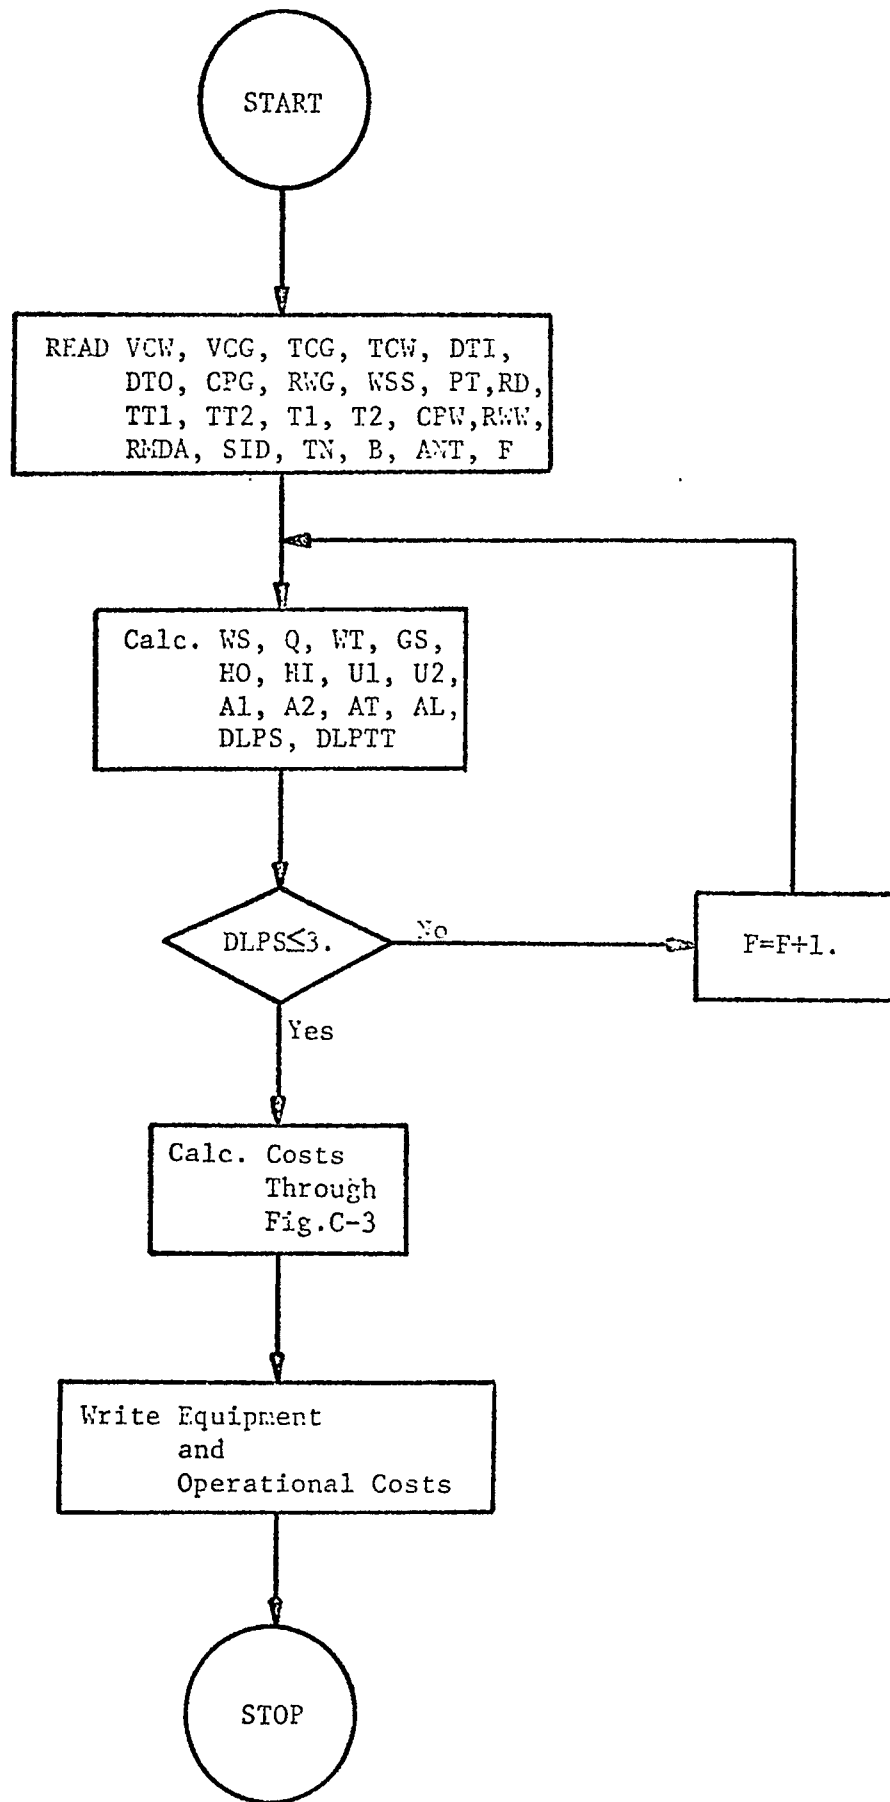 START
READ VCW, VCG, TCG, TCW, DTI,
DTO, CPG, RWG, WSS, PT,RD,
TT1, TT2, T1, T2, CPW,RWW,
RMDA, SID, TN, B, ANT, F
Calc. WS, Q, WT, GS,
HO, HI, U1, U2,
A1, A2, AT, AL,
DLPS, DLPTT
DLPS≤3.
No
F=F+1.
Yes
Calc. Costs
Through
Fig.C-3
Write Equipment
and
Operational Costs
STOP